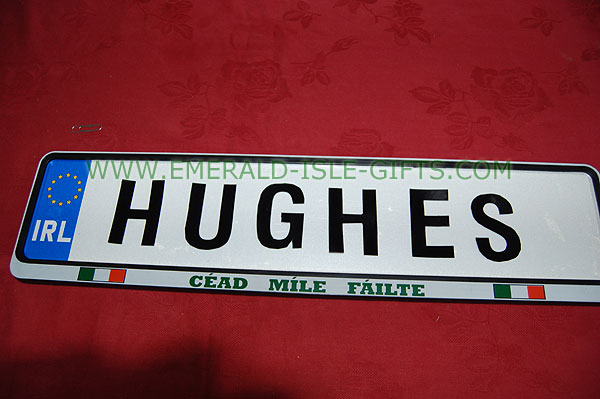 WWW.EMERALD-ISLE-GIFTS.COM
HUGHES
IRL
CÉAD MÍLE FÁILTE